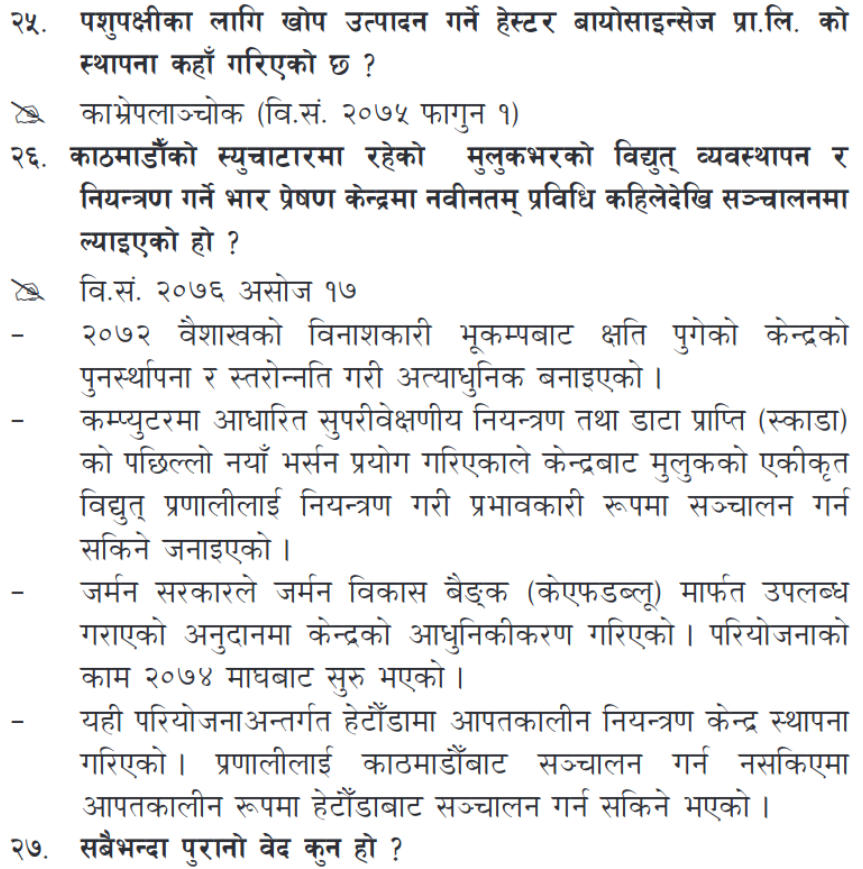 २५. पशुपक्षीका लागि खोप उत्पादन गर्ने हेस्टर बायोसाइन्सेज प्रा.लि. को
स्थापना कहाँ गरिएको छ ?
काभ्रेपलाञ्चोक (वि.सं. २०७५ फागुन १)
२६. काठमाडौँको स्युचाटारमा रहेको मुलुकभरको विद्युत् व्यवस्थापन र
नियन्त्रण गर्ने भार प्रेषण केन्द्रमा नवीनतम् प्रविधि कहिलेदेखि सञ्चालनमा
ल्याइएको हो ?
वि.सं. २०७६ असोज १७
– २०७२ वैशाखको विनाशकारी भूकम्पबाट क्षति पुगेको केन्द्रको
पुनर्स्थापना र स्तरोन्नति गरी अत्याधुनिक बनाइएको ।
– कम्प्युटरमा आधारित सुपरीवेक्षणीय नियन्त्रण तथा डाटा प्राप्ति (स्काडा)
को पछिल्लो नयाँ भर्सन प्रयोग गरिएकाले केन्द्रबाट मुलुकको एकीकृत
विद्युत् प्रणालीलाई नियन्त्रण गरी प्रभावकारी रूपमा सञ्चालन गर्न
सकिने जनाइएको ।
– जर्मन सरकारले जर्मन विकास बैङ्क (केएफडब्लू) मार्फत उपलब्ध
गराएको अनुदानमा केन्द्रको आधुनिकीकरण गरिएको । परियोजनाको
काम २०७४ माघबाट सुरु भएको ।
– यही परियोजनाअन्तर्गत हेटौँडामा आपतकालीन नियन्त्रण केन्द्र स्थापना
गरिएको । प्रणालीलाई काठमाडौँबाट सञ्चालन गर्न नसकिएमा
आपतकालीन रूपमा हेटौँडाबाट सञ्चालन गर्न सकिने भएको ।
२७. सबैभन्दा पुरानो वेद कुन हो ?